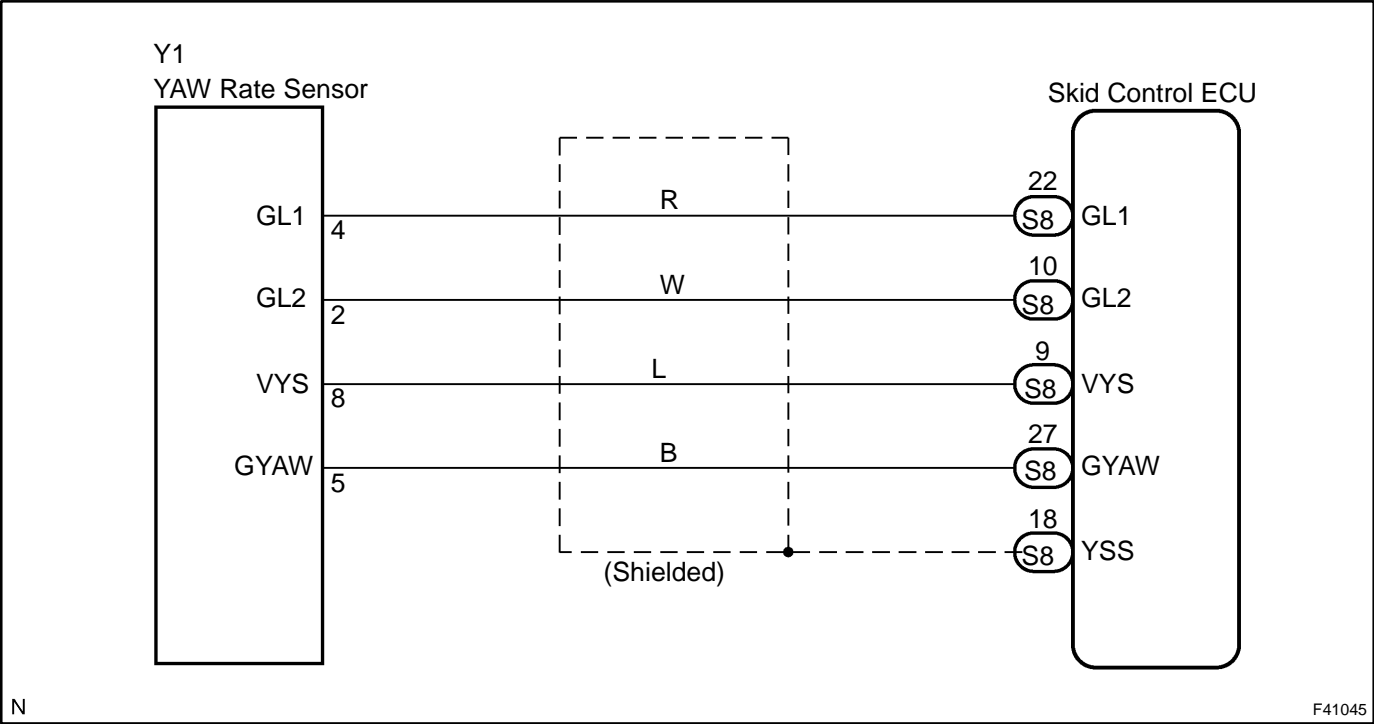 Y1
YAW Rate Sensor
Skid Control ECU
GL1
4
R
22
S8
GL1
GL2
2
W
10
S8
GL2
VYS
8
L
9
S8
VYS
GYAW
5
B
27
S8
GYAW
18
S8
YSS
(Shielded)
N
F41045